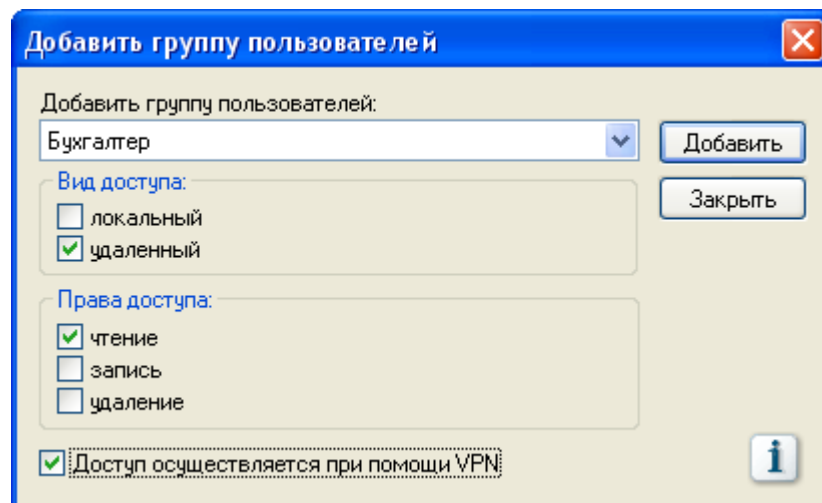 Добавить группу пользователей
Добавить группу пользователей:
Бухгалтер
Добавить
Закрыть
Вид доступа:
локальный
удаленный
Права доступа:
чтение
запись
удаление
Доступ осуществляется при помощи VPN
i